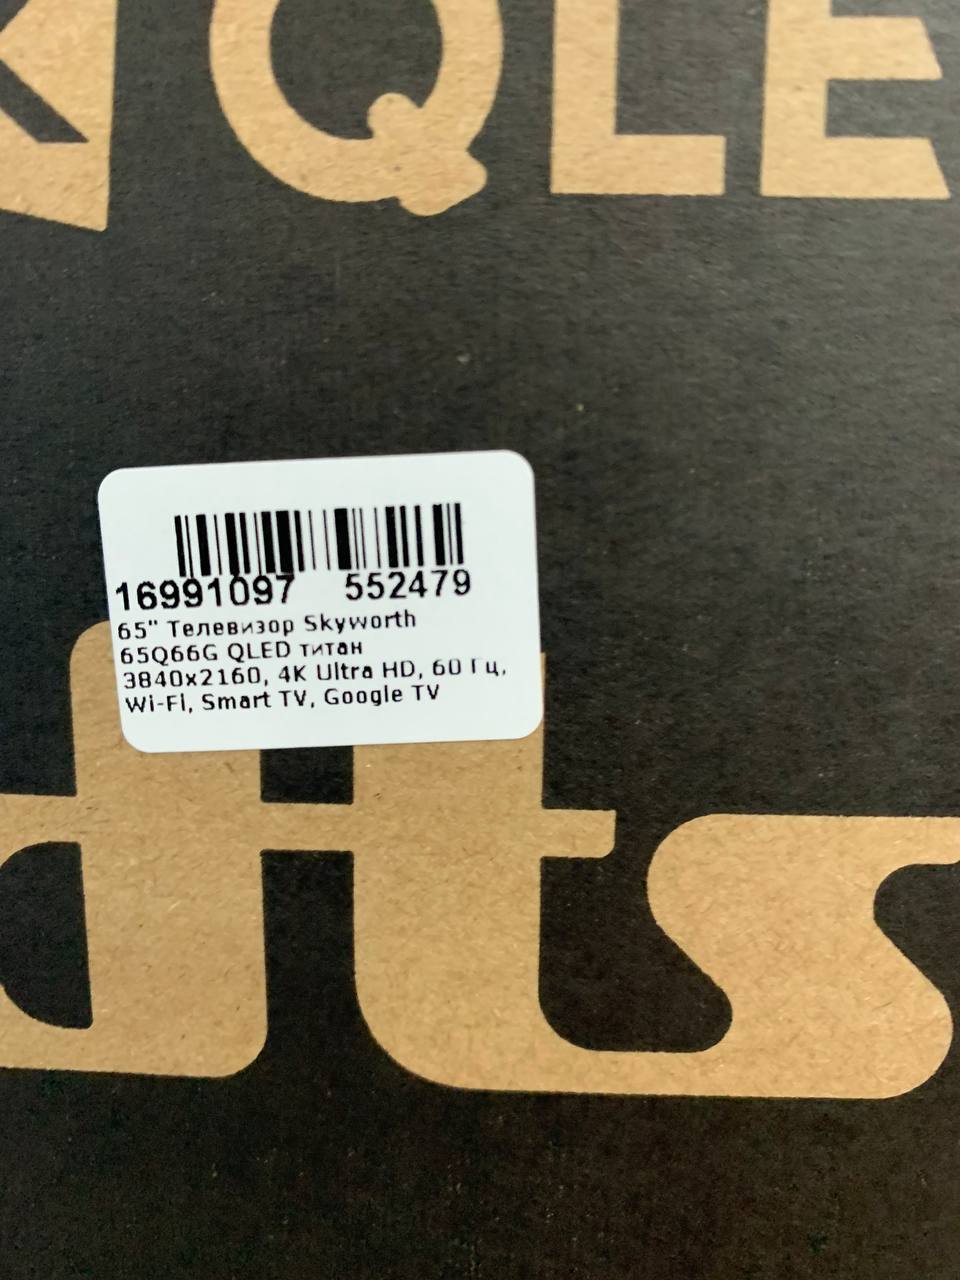 QLE
16991097 552479
65" Телевизор Skyworth
65Q66G QLED титан
3840x2160, 4K Ultra HD, 60 Гц,
Wi-Fi, Smart TV, Google TV
dts